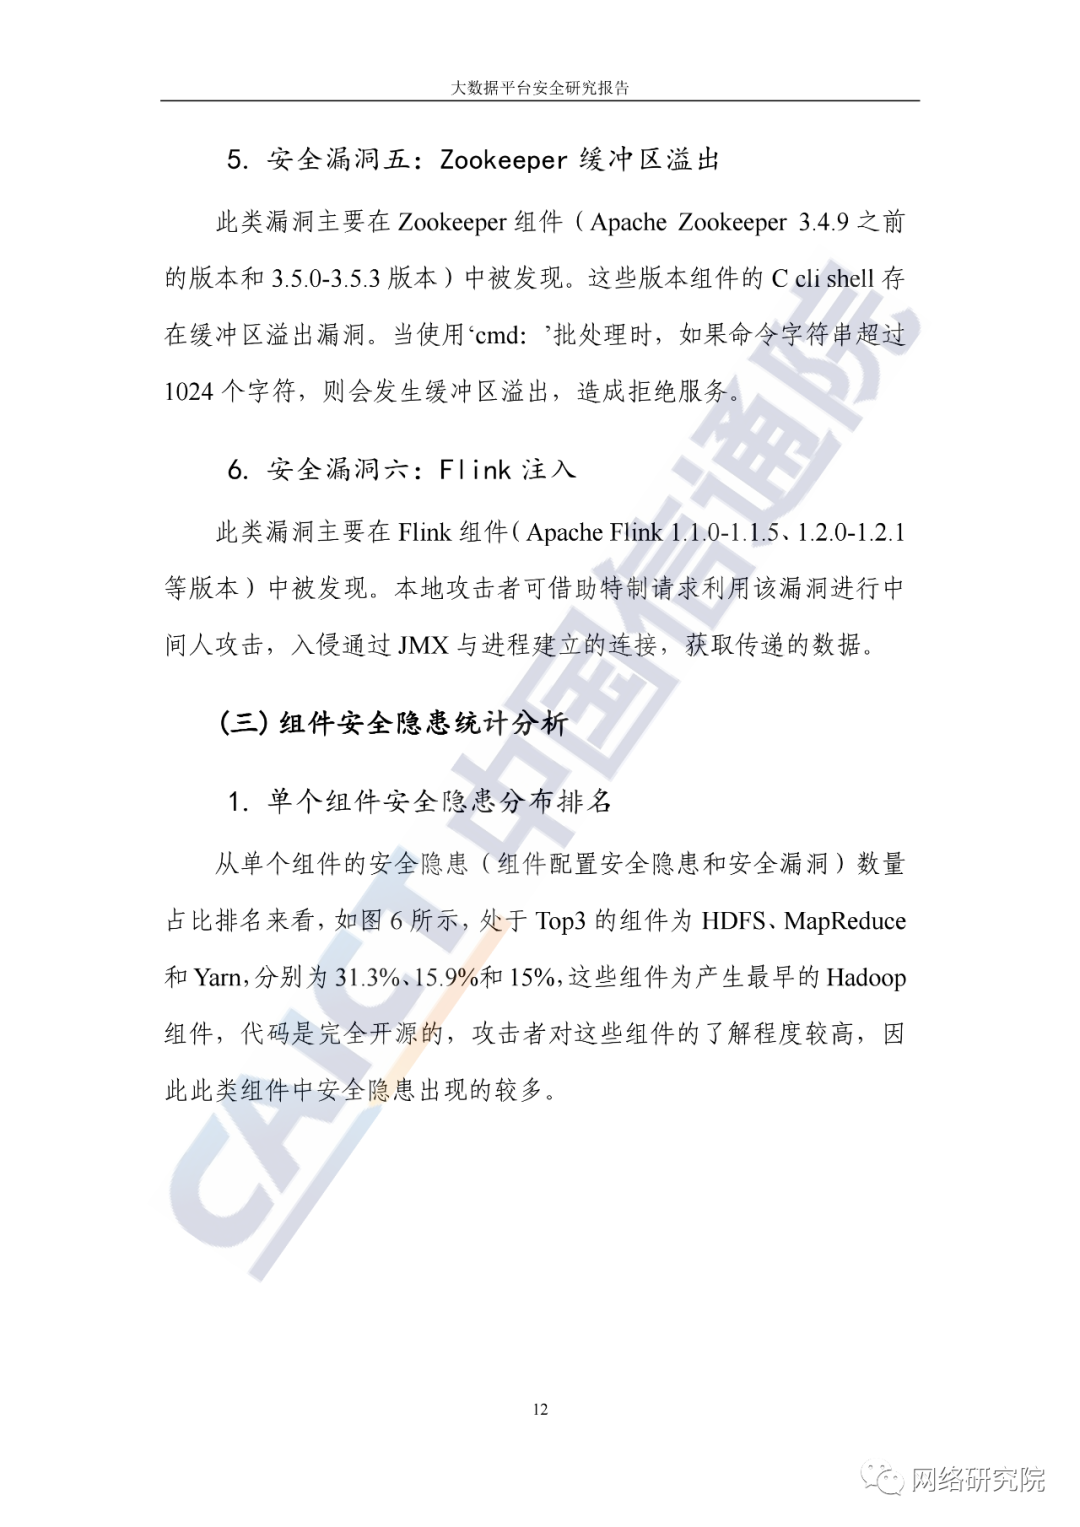 大数据平台安全研究报告
5. 安全漏洞五：Zookeeper 缓冲区溢出
此类漏洞主要在 Zookeeper 组件（Apache Zookeeper 3.4.9 之前
的版本和 3.5.0-3.5.3 版本）中被发现。这些版本组件的 C cli shell 存
在缓冲区溢出漏洞。当使用‘cmd：’批处理时，如果命令字符串超过
1024 个字符，则会发生缓冲区溢出，造成拒绝服务。
6. 安全漏洞六：Flink 注入
此类漏洞主要在 Flink 组件（Apache Flink 1.1.0-1.1.5、1.2.0-1.2.1
等版本）中被发现。本地攻击者可借助特制请求利用该漏洞进行中
间人攻击，入侵通过 JMX 与进程建立的连接，获取传递的数据。
(三) 组件安全隐患统计分析
1. 单个组件安全隐患分布排名
从单个组件的安全隐患（组件配置安全隐患和安全漏洞）数量
占比排名来看，如图 6 所示，处于 Top3 的组件为 HDFS、MapReduce
和 Yarn，分别为 31.3%、15.9%和 15%，这些组件为产生最早的 Hadoop
组件，代码是完全开源的，攻击者对这些组件的了解程度较高，因
此此类组件中安全隐患出现的较多。
CAICT 中国信通院
12
网络研究院